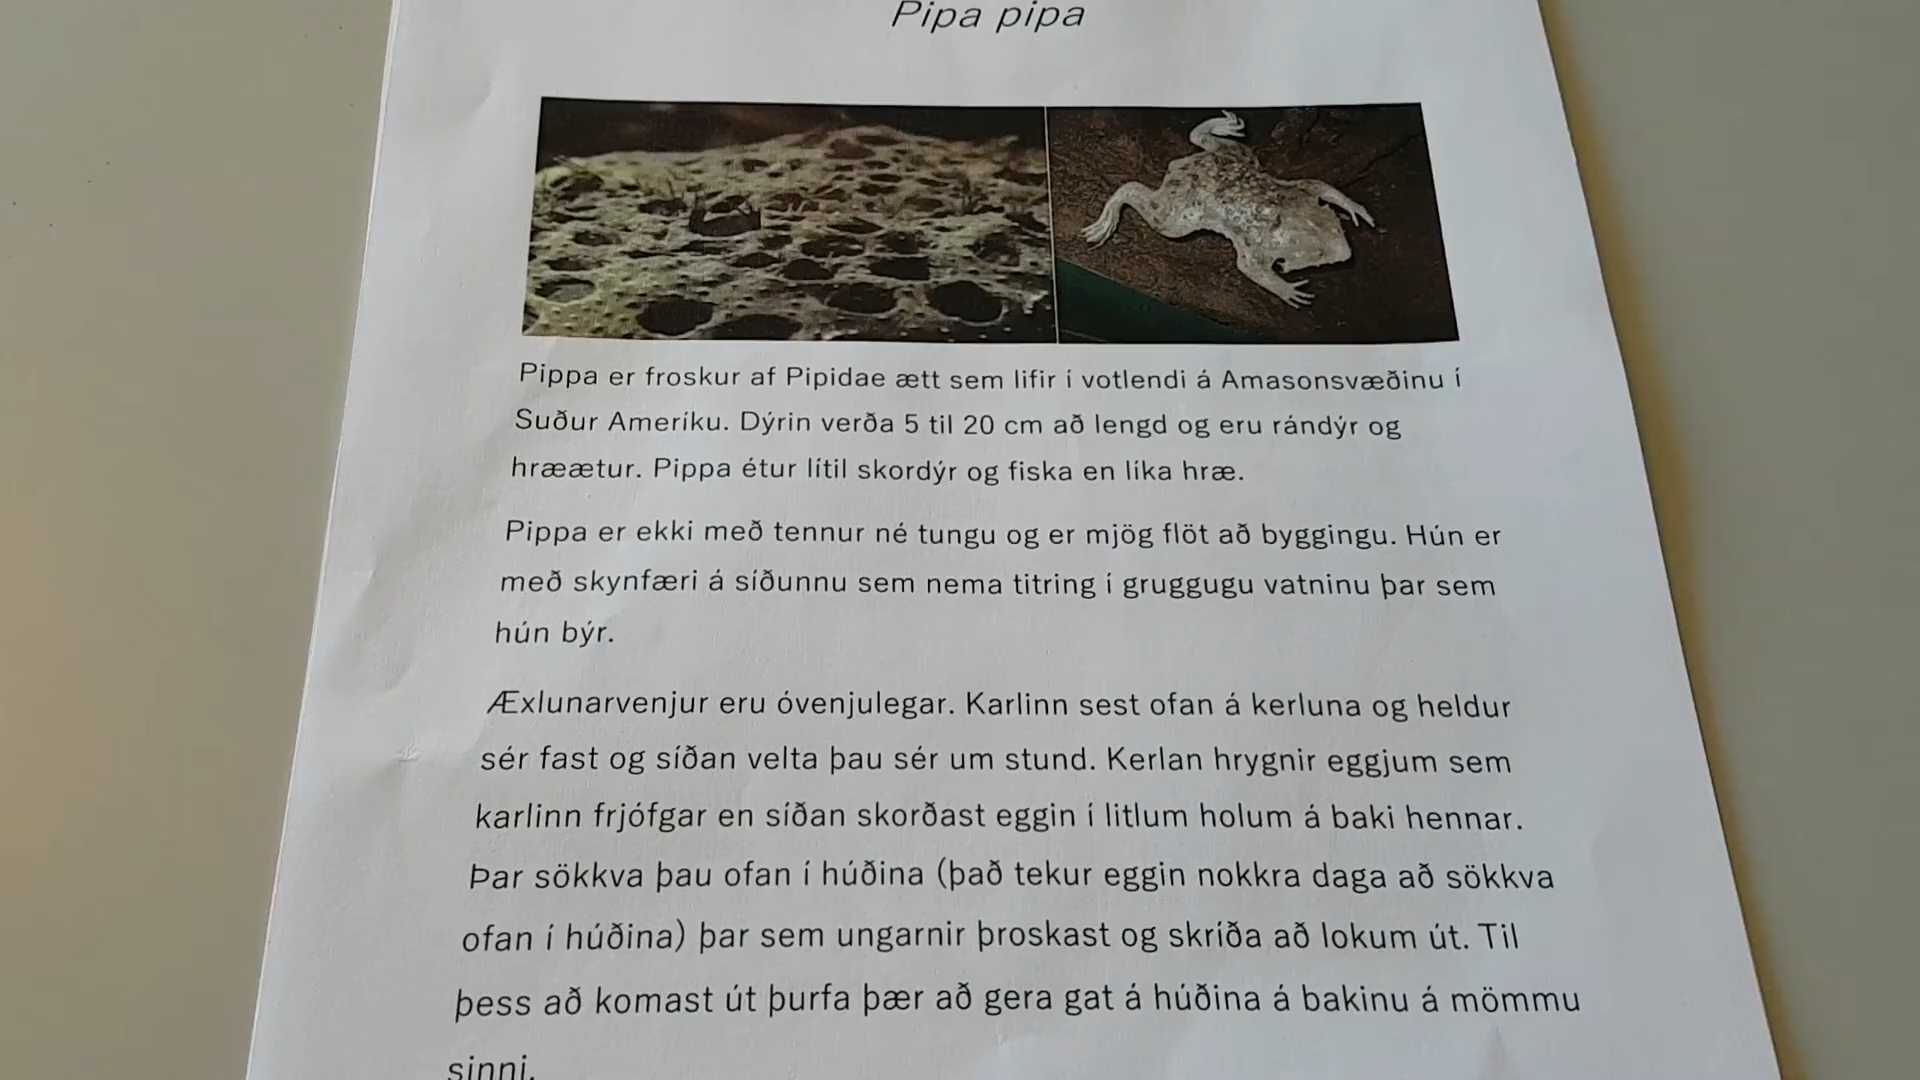 Pipa pipa
Pippa er froskur af Pipidae ætt sem lifir í votlendi á Amasonsvæðinu í
Suður Ameríku. Dýrin verða 5 til 20 cm að lengd og eru rándýr og
hræætur. Pippa étur lítil skordýr og fiska en líka hræ.
Pippa er ekki með tennur né tungu og er mjög flöt að byggingu. Hún er
með skynfæri á síðunnu sem nema titring í gruggugu vatninu þar sem
hún býr.
Æxlunarvenjur eru óvenjulegar. Karlinn sest ofan á kerluna og heldur
sér fast og síðan velta þau sér um stund. Kerlan hrygnir eggjum sem
karlinn frjófgar en síðan skorðast eggin í litlum holum á baki hennar.
Þar sökkva þau ofan í húðina (það tekur eggin nokkra daga að sökkva
ofan í húðina) þar sem ungarnir þroskast og skríða að lokum út. Til
þess að komast út þurfa þær að gera gat á húðina á bakinu á mömmu
sinni.